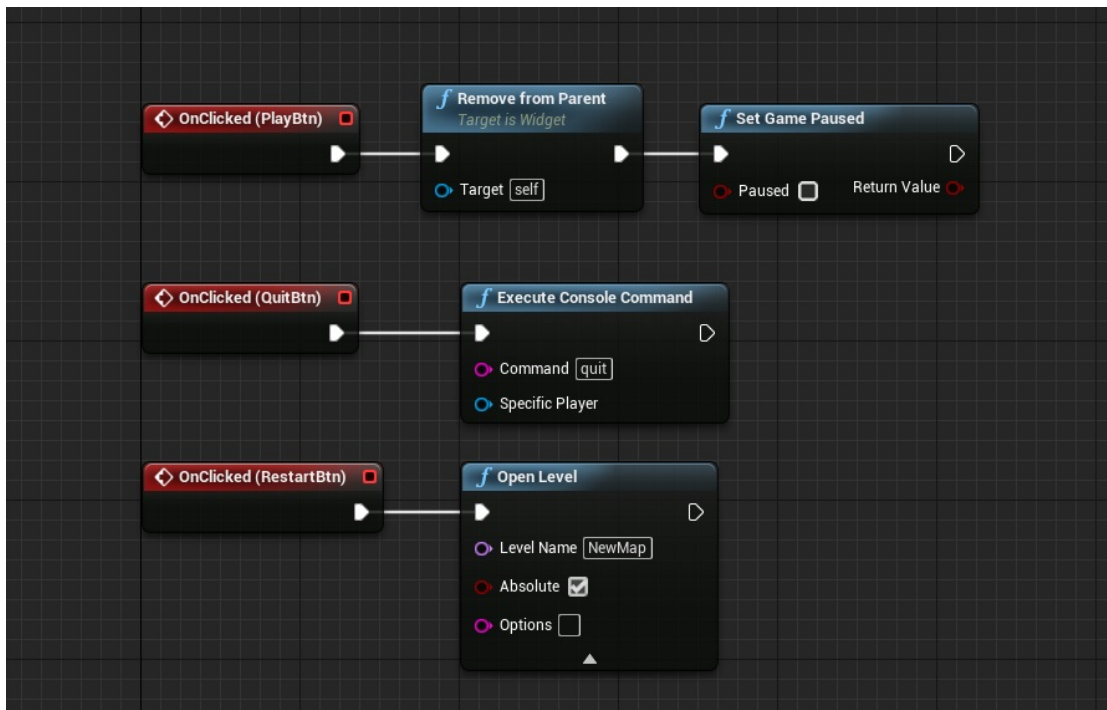 OnClicked (PlayBtn)
Remove from Parent
Target is Widget
Target self
Set Game Paused
Paused Return Value
OnClicked (QuitBtn)
Execute Console Command
Command quit
Specific Player
OnClicked (RestartBtn)
Open Level
Level Name NewMap
Absolute
Options